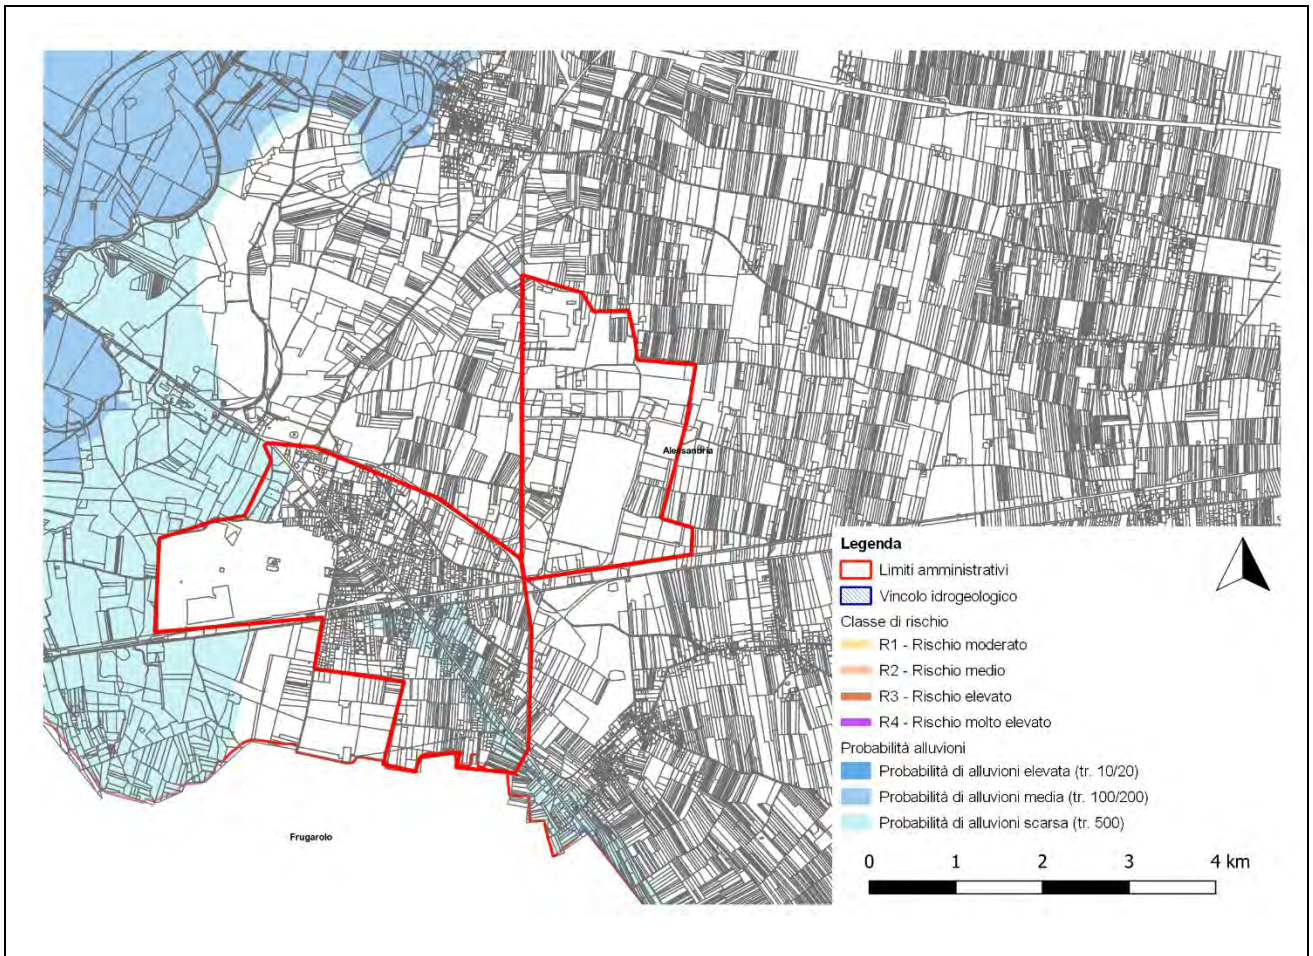 Alessandria
Frugarolo
Legenda
Limiti amministrativi
Vincolo idrogeologico
Classe di rischio
R1 - Rischio moderato
R2 - Rischio medio
R3 - Rischio elevato
R4 - Rischio molto elevato
Probabilità alluvioni
Probabilità di alluvioni elevata (tr. 10/20)
Probabilità di alluvioni media (tr. 100/200)
Probabilità di alluvioni scarsa (tr. 500)
0 1 2 3 4 km